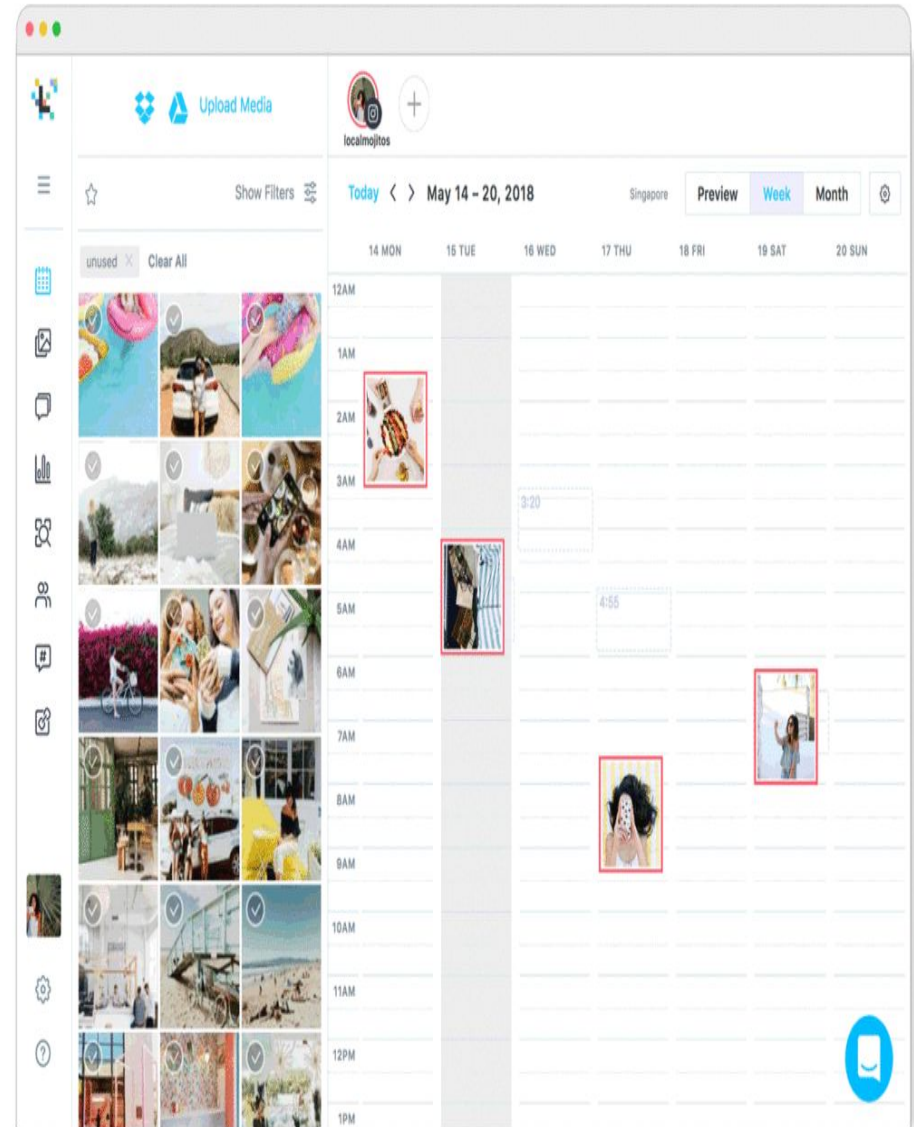 Upload Media
localmojitos
Show Filters
Today < > May 14 – 20, 2018
Singapore
Preview Week Month
unused × Clear All
14 MON 15 TUE 16 WED 17 THU 18 FRI 19 SAT 20 SUN
12AM
1AM
2AM
3AM
3:20
4AM
4:55
5AM
6AM
7AM
8AM
9AM
10AM
11AM
12PM
1PM
#
?